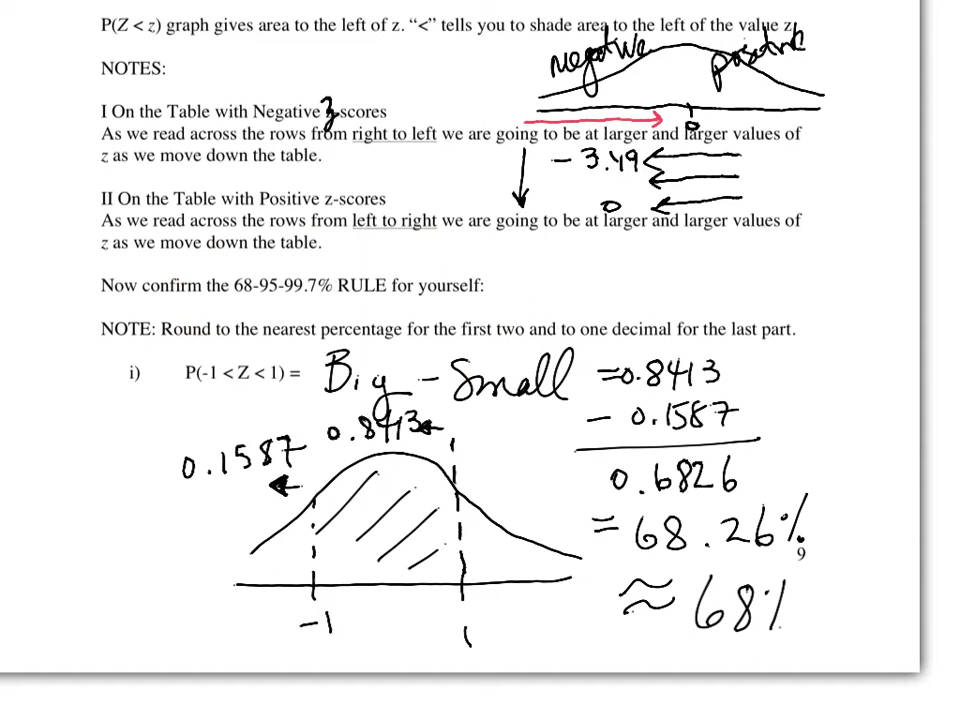 P(Z < z) graph gives area to the left of z. “<” tells you to shade area to the left of the value z.
negative positive
NOTES:
I On the Table with Negative z-scores
As we read across the rows from right to left we are going to be at larger and larger values of
0
z as we move down the table.
- 3.49
II On the Table with Positive z-scores
0
As we read across the rows from left to right we are going to be at larger and larger values of
z as we move down the table.
Now confirm the 68-95-99.7% RULE for yourself:
NOTE: Round to the nearest percentage for the first two and to one decimal for the last part.
i) P(-1 < Z < 1) = Big - Small = 0.8413
- 0.1587
0.8413
0.1587
0.6826
= 68.26%
9
≈ 68%
-1 1